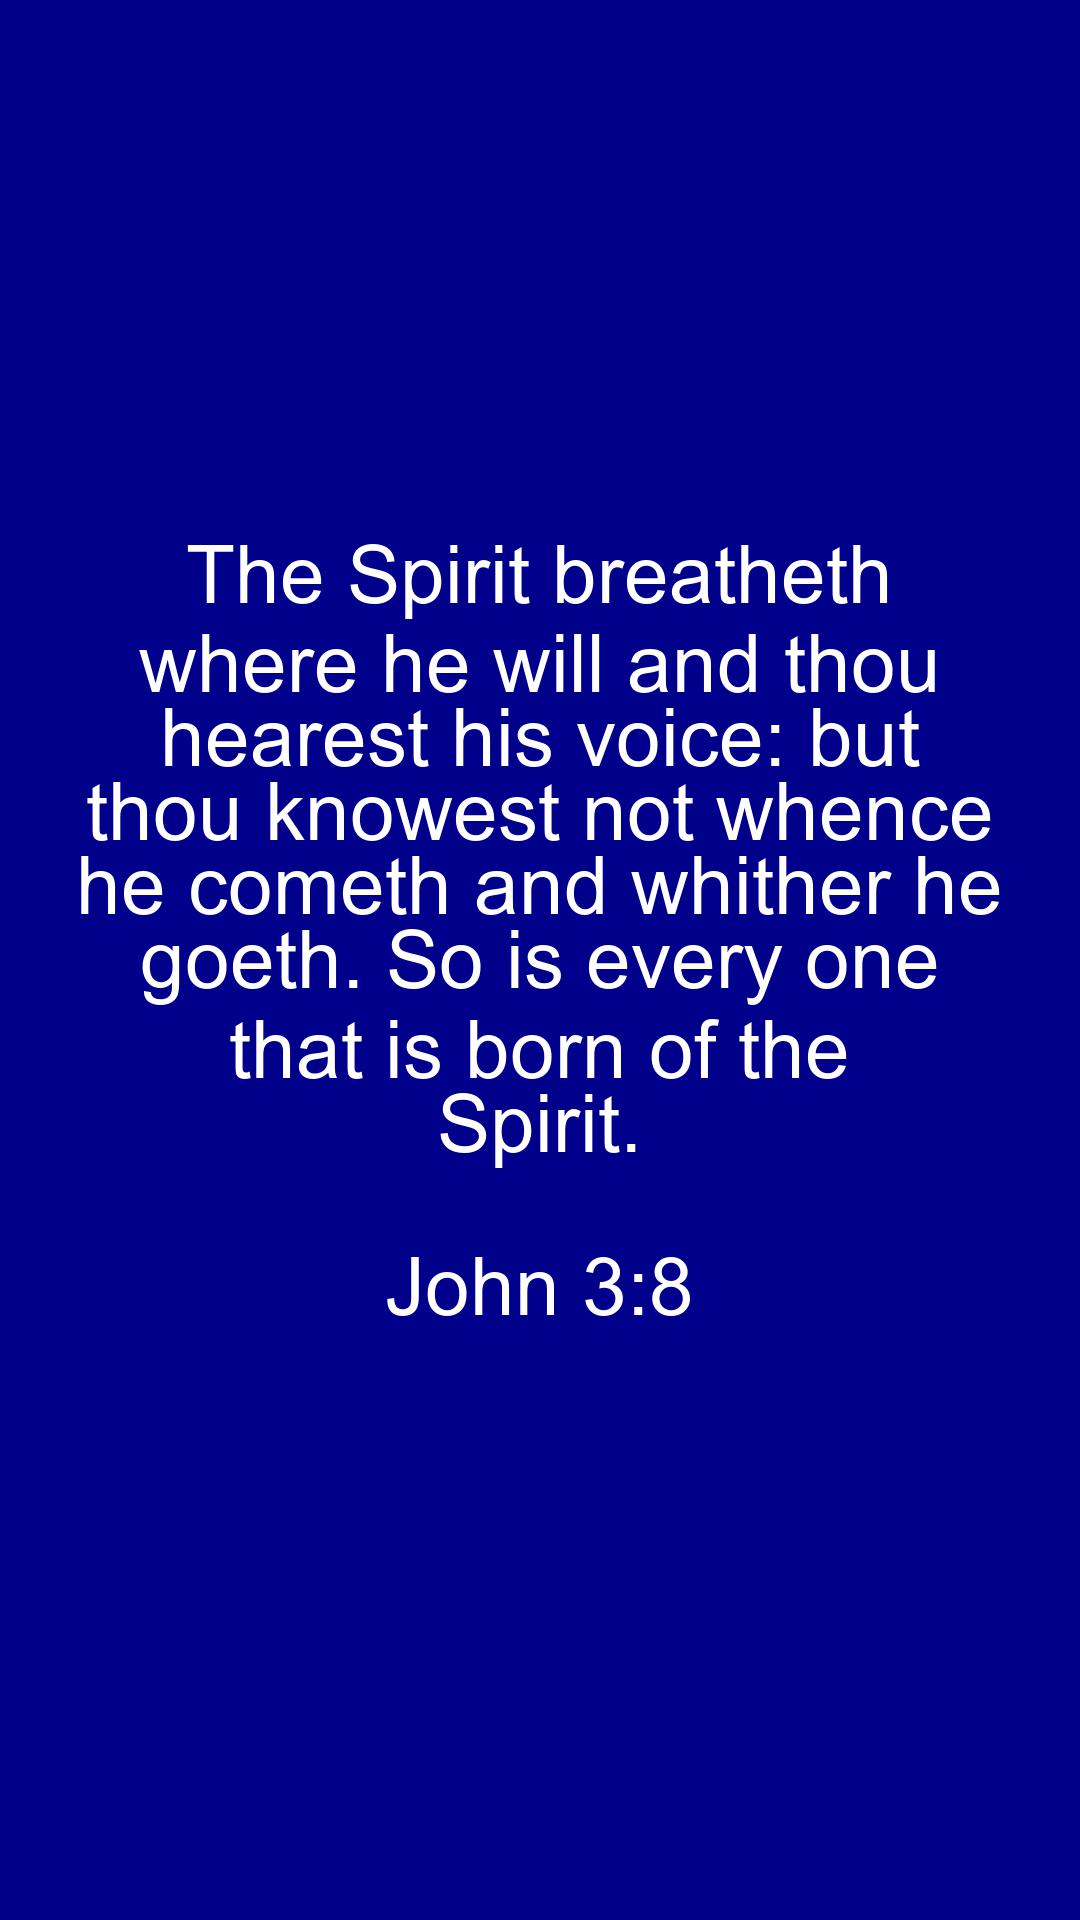 The Spirit breatheth
where he will and thou
hearest his voice: but
thou knowest not whence
he cometh and whither he
goeth. So is every one
that is born of the
Spirit.
John 3:8